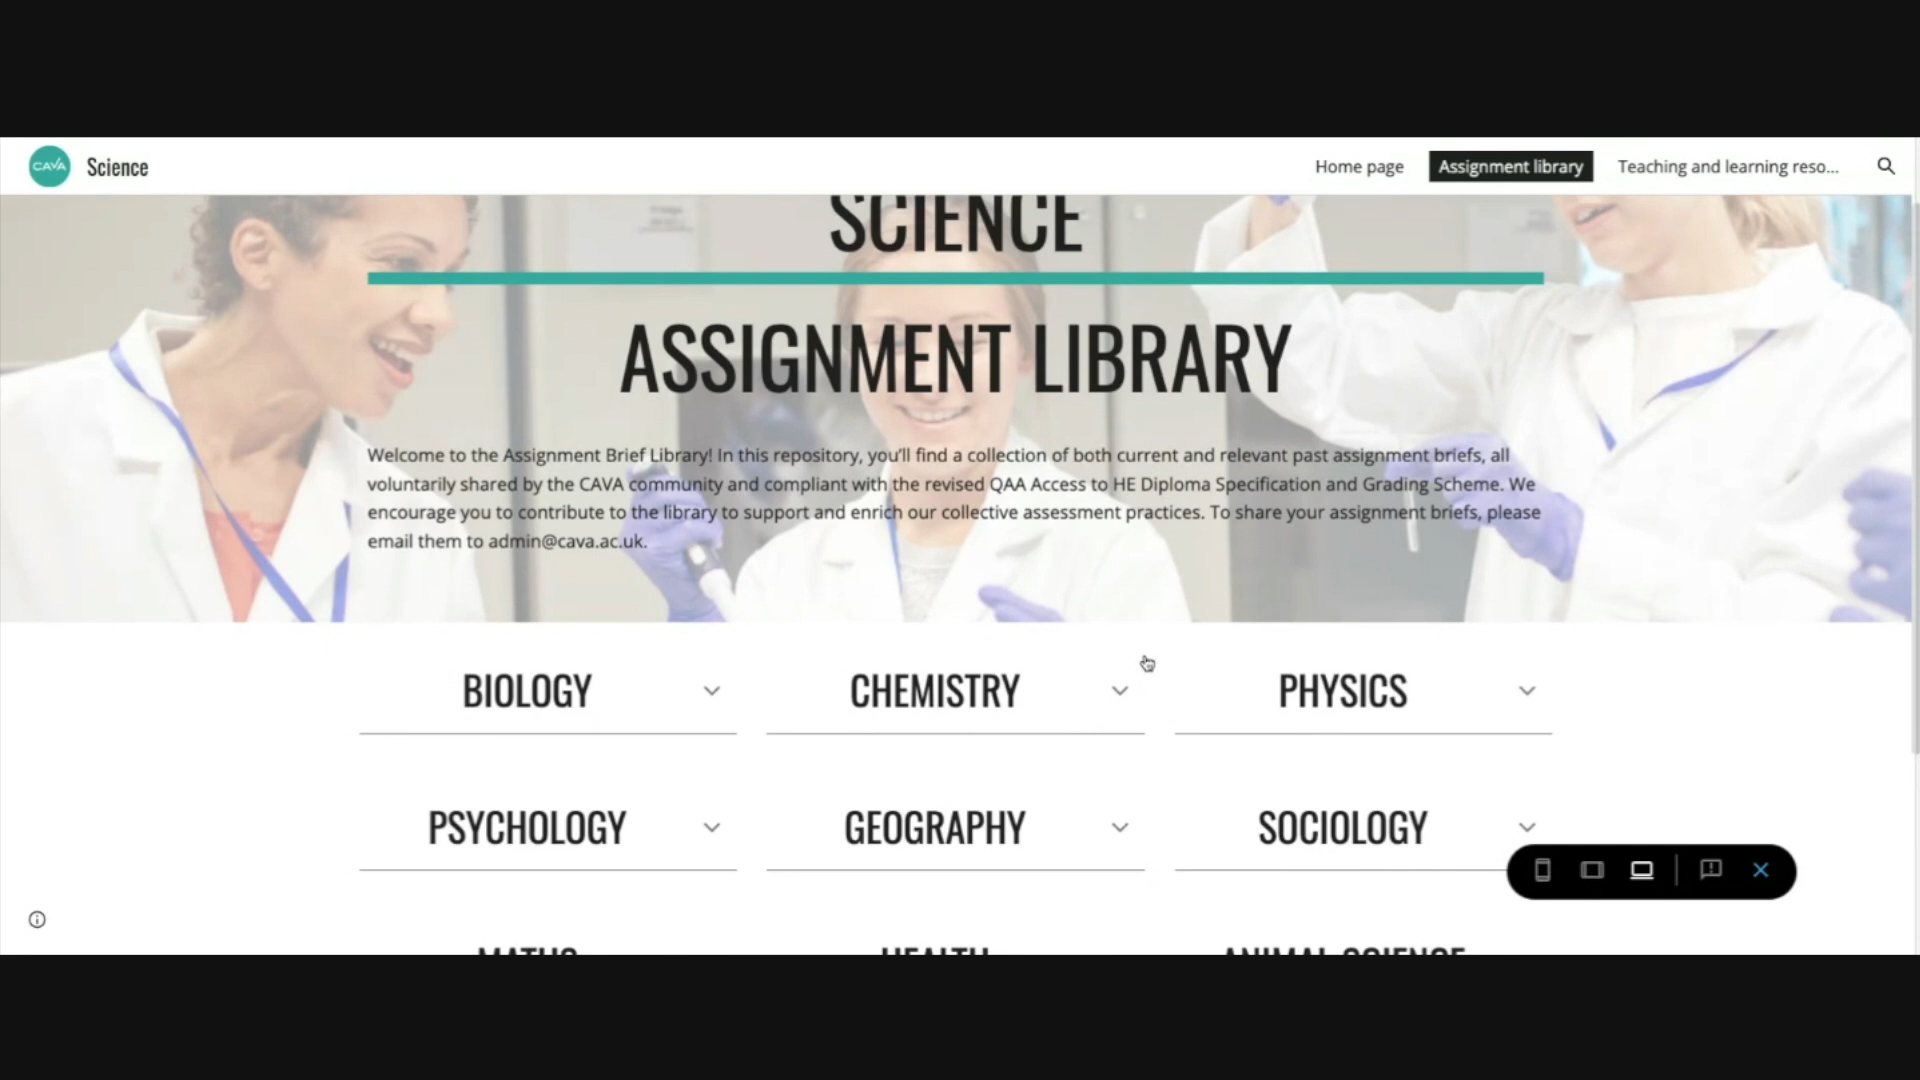 CAVA
Science
Home page
Assignment library
Teaching and learning reso...
SCIENCE
ASSIGNMENT LIBRARY
Welcome to the Assignment Brief Library! In this repository, you'll find a collection of both current and relevant past assignment briefs, all
voluntarily shared by the CAVA community and compliant with the revised QAA Access to HE Diploma Specification and Grading Scheme. We
encourage you to contribute to the library to support and enrich our collective assessment practices. To share your assignment briefs, please
email them to admin@cava.ac.uk.
BIOLOGY
CHEMISTRY
PHYSICS
PSYCHOLOGY
GEOGRAPHY
SOCIOLOGY
MATHS
HEALTH
ANIMAL SCIENCE